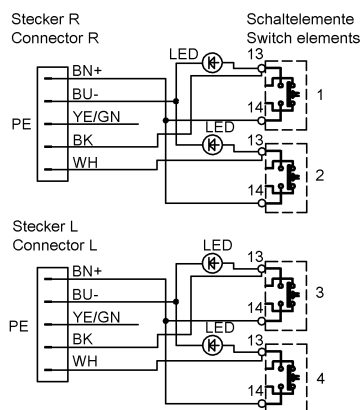 Stecker R
Connector R
Schaltelemente
Switch elements
LED
13
BN+
BU-
1
14
YE/GN
LED
PE
BK
13
WH
2
14
Stecker L
Connector L
LED
13
BN+
BU-
3
14
YE/GN
LED
PE
BK
13
WH
4
14